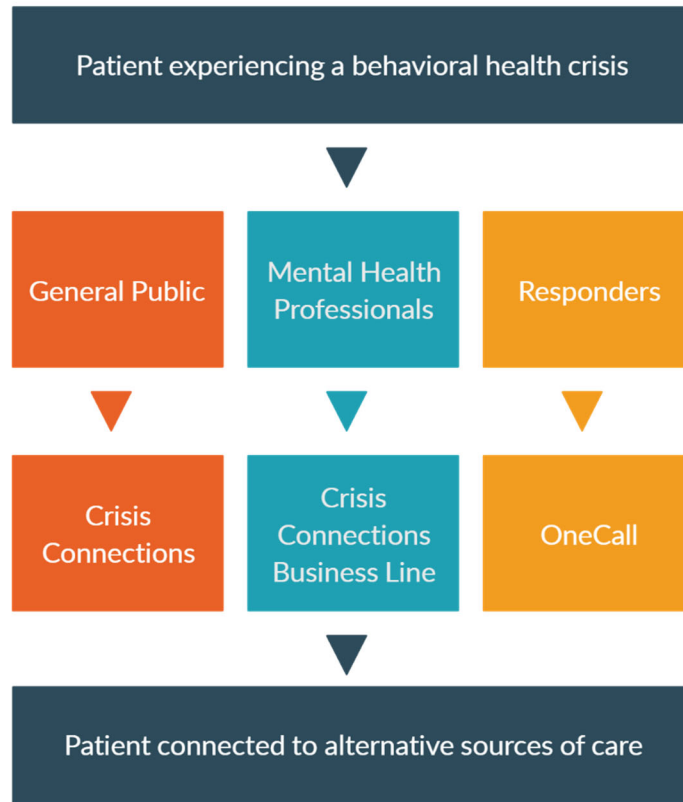 Patient experiencing a behavioral health crisis
General Public
Mental Health
Professionals
Responders
Crisis
Connections
Crisis
Connections
Business Line
OneCall
Patient connected to alternative sources of care